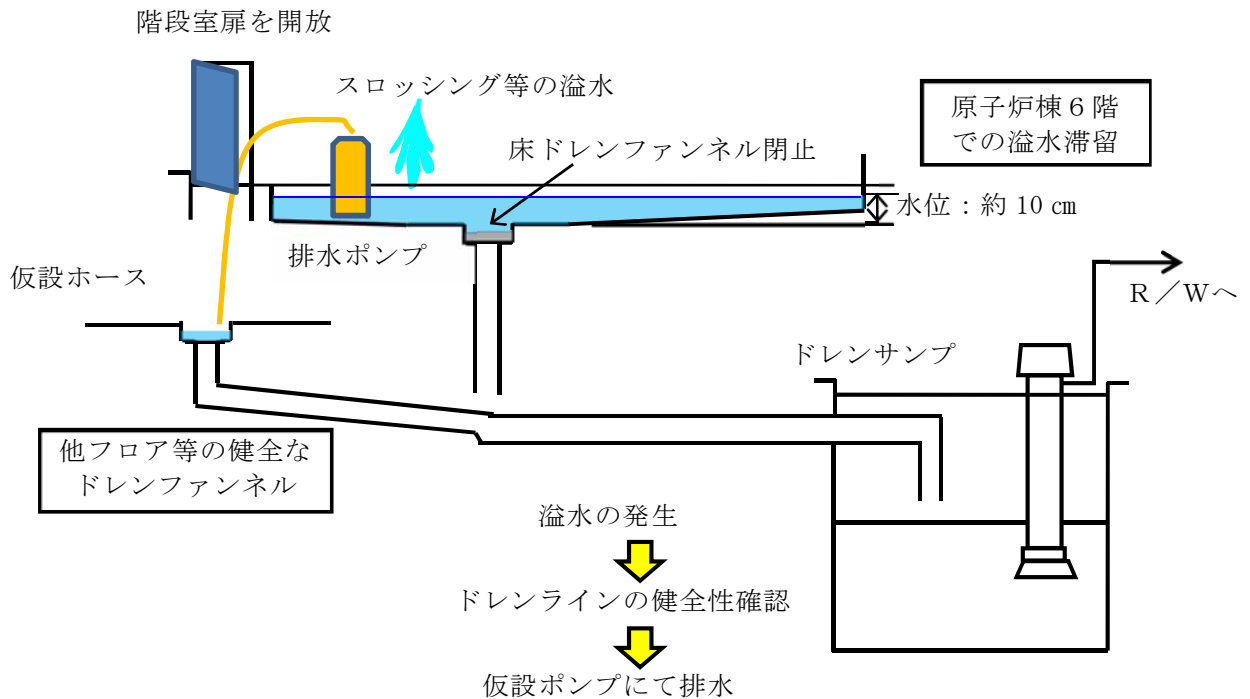 階段室扉を開放
スロッシング等の溢水
原子炉棟６階
での溢水滞留
床ドレンファンネル閉止
水位：約 10 ㎝
排水ポンプ
仮設ホース
Ｒ／Ｗへ
ドレンサンプ
他フロア等の健全な
ドレンファンネル
溢水の発生
ドレンラインの健全性確認
仮設ポンプにて排水